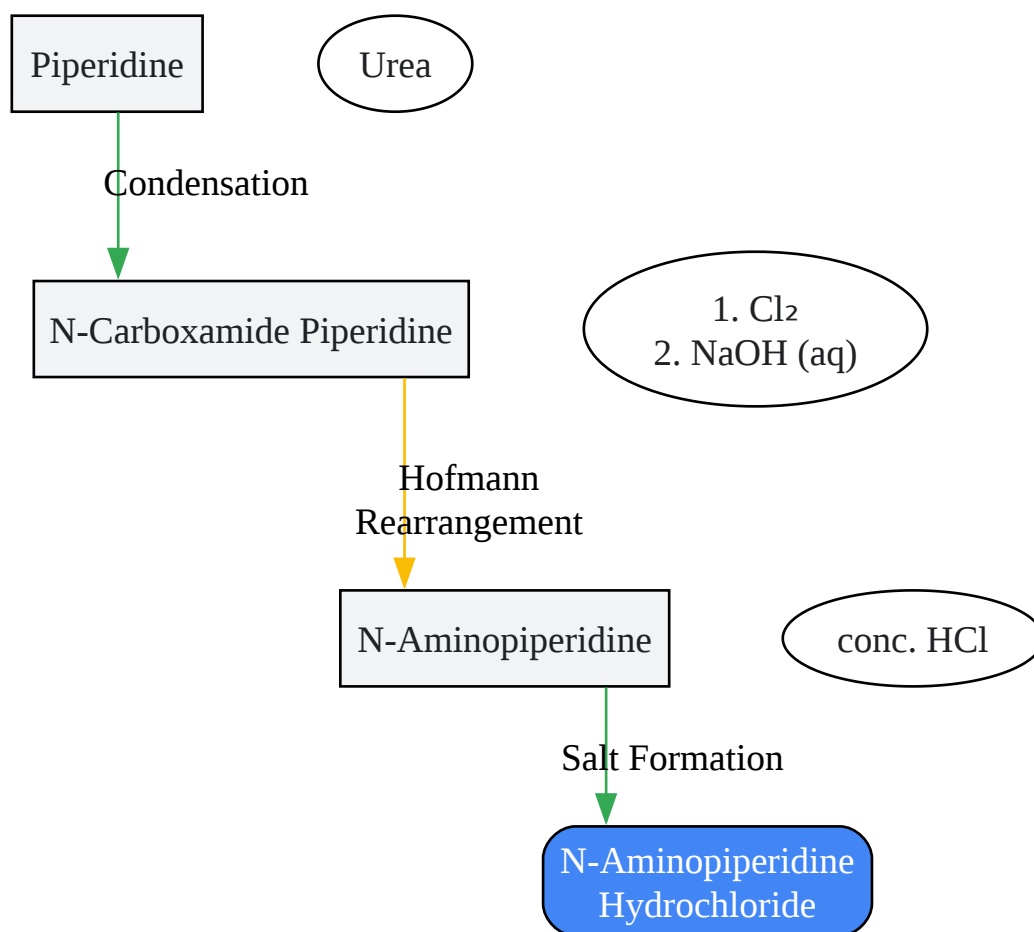 Piperidine
Urea
Condensation
N-Carboxamide Piperidine
1. Cl₂
2. NaOH (aq)
Hofmann
Rearrangement
N-Aminopiperidine
conc. HCl
Salt Formation
N-Aminopiperidine
Hydrochloride